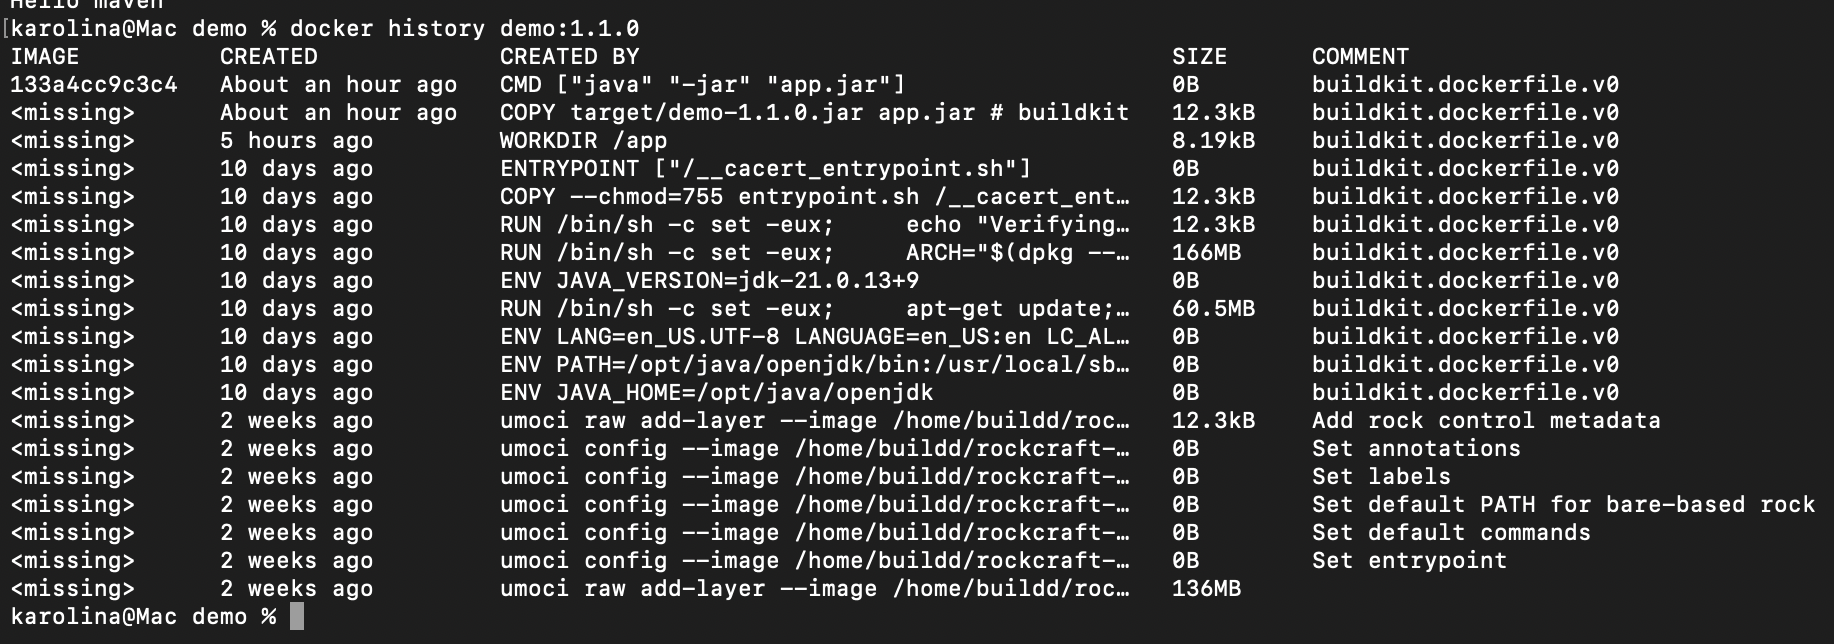 Hello maven
[karolina@Mac demo % docker history demo:1.1.0
IMAGE          CREATED             CREATED BY                                      SIZE      COMMENT
133a4cc9c3c4   About an hour ago   CMD ["java" "-jar" "app.jar"]                   0B        buildkit.dockerfile.v0
<missing>      About an hour ago   COPY target/demo-1.1.0.jar app.jar # buildkit   12.3kB    buildkit.dockerfile.v0
<missing>      5 hours ago         WORKDIR /app                                    8.19kB    buildkit.dockerfile.v0
<missing>      10 days ago         ENTRYPOINT ["/__cacert_entrypoint.sh"]          0B        buildkit.dockerfile.v0
<missing>      10 days ago         COPY --chmod=755 entrypoint.sh /__cacert_ent…   12.3kB    buildkit.dockerfile.v0
<missing>      10 days ago         RUN /bin/sh -c set -eux;     echo "Verifying…   12.3kB    buildkit.dockerfile.v0
<missing>      10 days ago         RUN /bin/sh -c set -eux;     ARCH="$(dpkg --…   166MB     buildkit.dockerfile.v0
<missing>      10 days ago         ENV JAVA_VERSION=jdk-21.0.13+9                  0B        buildkit.dockerfile.v0
<missing>      10 days ago         RUN /bin/sh -c set -eux;     apt-get update;…   60.5MB    buildkit.dockerfile.v0
<missing>      10 days ago         ENV LANG=en_US.UTF-8 LANGUAGE=en_US:en LC_AL…   0B        buildkit.dockerfile.v0
<missing>      10 days ago         ENV PATH=/opt/java/openjdk/bin:/usr/local/sb…   0B        buildkit.dockerfile.v0
<missing>      10 days ago         ENV JAVA_HOME=/opt/java/openjdk                 0B        buildkit.dockerfile.v0
<missing>      2 weeks ago         umoci raw add-layer --image /home/buildd/roc…   12.3kB    Add rock control metadata
<missing>      2 weeks ago         umoci config --image /home/buildd/rockcraft-…   0B        Set annotations
<missing>      2 weeks ago         umoci config --image /home/buildd/rockcraft-…   0B        Set labels
<missing>      2 weeks ago         umoci config --image /home/buildd/rockcraft-…   0B        Set default PATH for bare-based rock
<missing>      2 weeks ago         umoci config --image /home/buildd/rockcraft-…   0B        Set default commands
<missing>      2 weeks ago         umoci config --image /home/buildd/rockcraft-…   0B        Set entrypoint
<missing>      2 weeks ago         umoci raw add-layer --image /home/buildd/roc…   136MB
karolina@Mac demo %